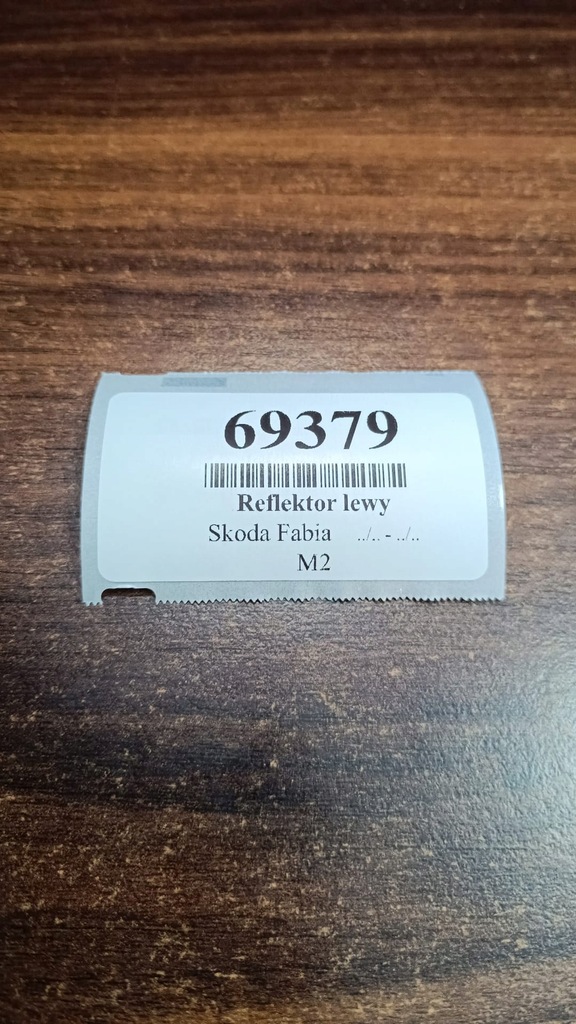 69379
Reflektor lewy
Skoda Fabia ../.. - ../..
M2